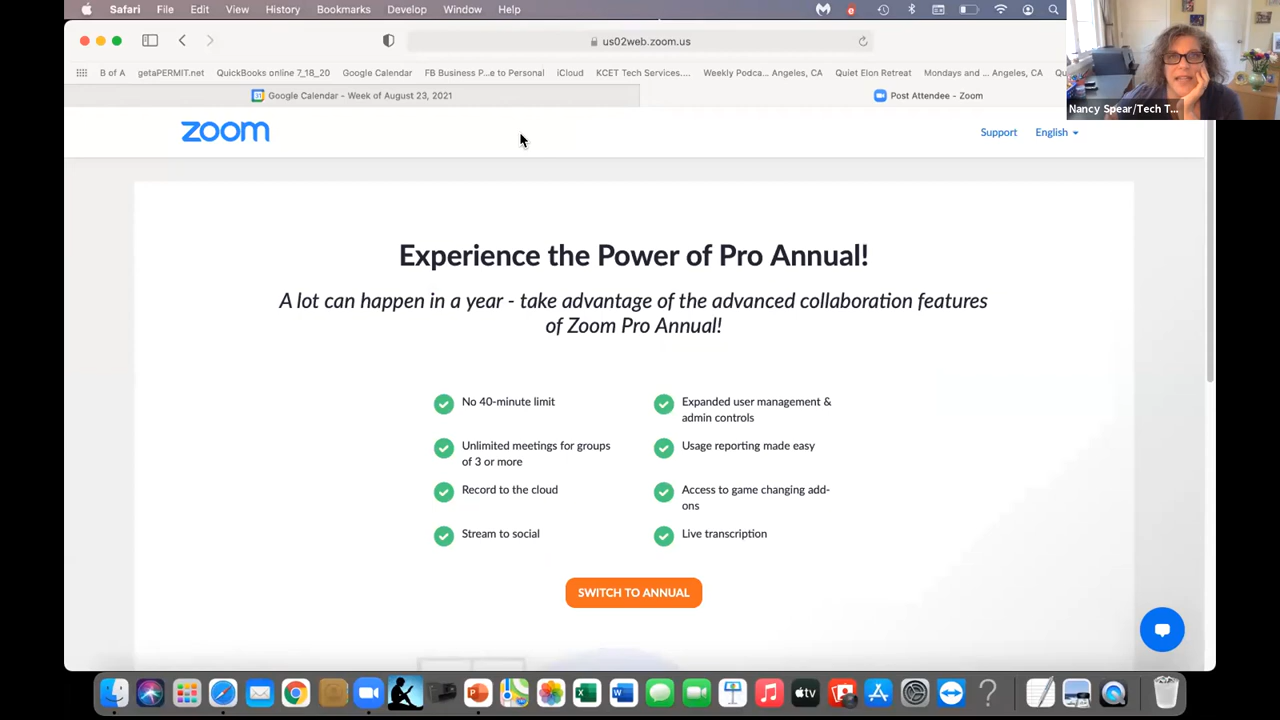 Safari File Edit View History Bookmarks Develop Window Help
us02web.zoom.us
B of A getaPERMIT.net QuickBooks online 7_18_20 Google Calendar FB Business P...e to Personal iCloud KCET Tech Services.... Weekly Podca... Angeles, CA Quiet Elon Retreat Mondays and ... Angeles, CA Qu
Google Calendar - Week of August 23, 2021 Post Attendee - Zoom
Nancy Spear/Tech T...
zoom Support English
Experience the Power of Pro Annual!
A lot can happen in a year - take advantage of the advanced collaboration features
of Zoom Pro Annual!
No 40-minute limit
Unlimited meetings for groups
of 3 or more
Record to the cloud
Stream to social
Expanded user management &
admin controls
Usage reporting made easy
Access to game changing add-
ons
Live transcription
SWITCH TO ANNUAL
tv